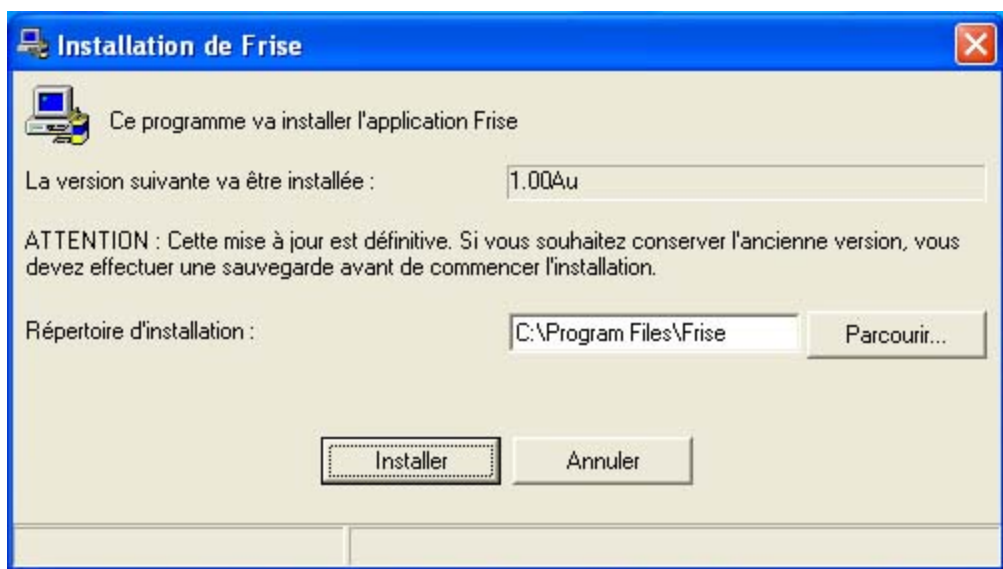 Installation de Frise
Ce programme va installer l'application Frise
La version suivante va être installée :
1.00Au
ATTENTION : Cette mise à jour est définitive. Si vous souhaitez conserver l'ancienne version, vous
devez effectuer une sauvegarde avant de commencer l'installation.
Répertoire d'installation :
C:\Program Files\Frise
Parcourir...
Installer
Annuler